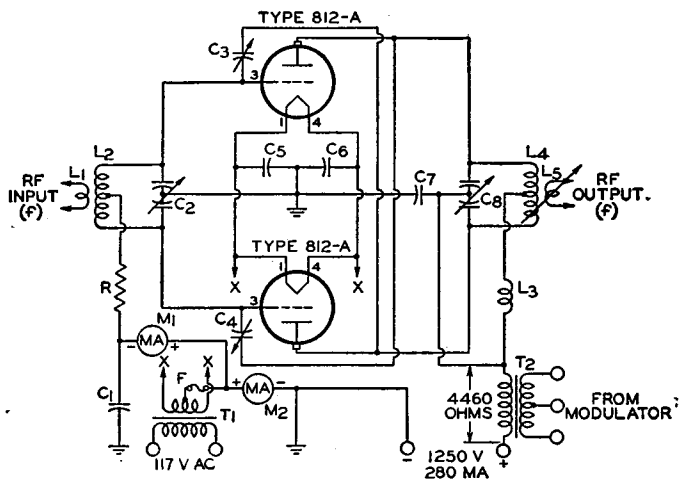 TYPE 812-A
C3
3
1 4
L2
L1
RF
INPUT
(f)
C2
C5
C6
C7
L4
L5
C8
RF
OUTPUT.
(f)
TYPE 812-A
1 4
X
X
3
R
C4
L3
M1
- MA +
X
X
F
+ MA -
M2
C1
T1
117 V AC
-
T2
4460
OHMS
FROM
MODULATOR
1250 V
280 MA
+